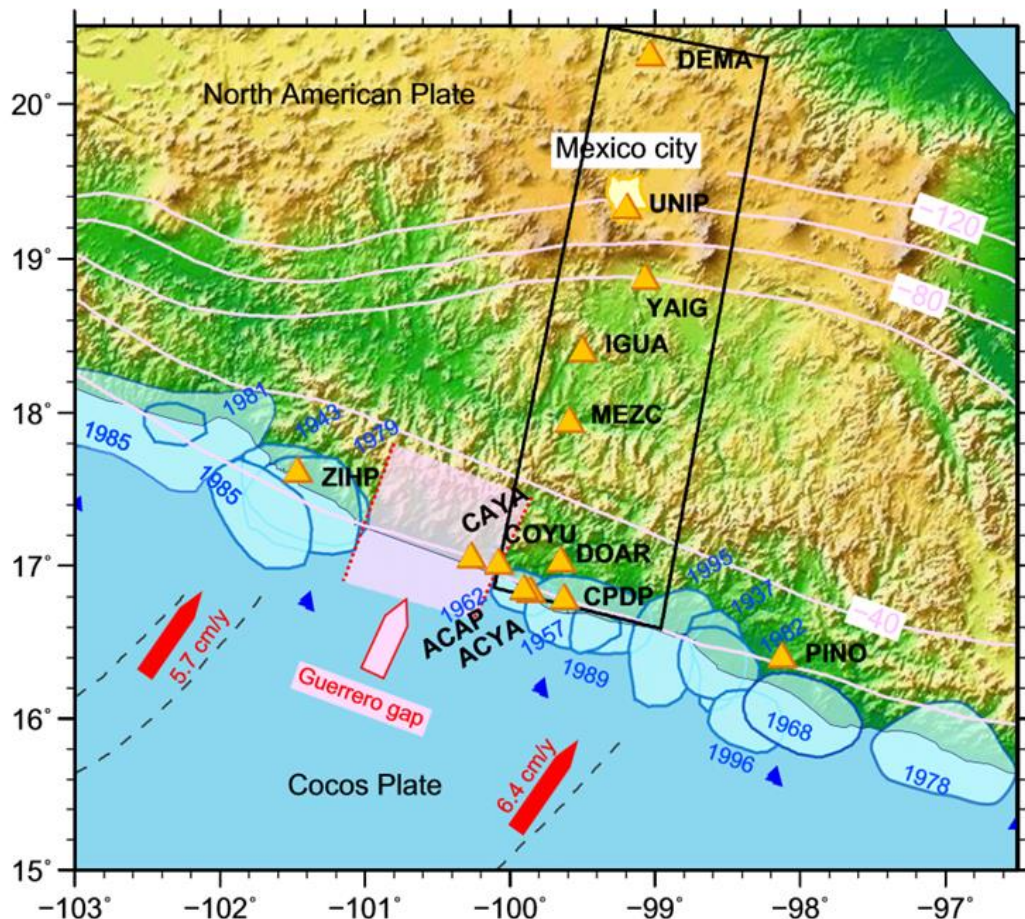 DEMA
20°
North American Plate
Mexico city
UNIP
-120
19°
-80
YAIG
IGUA
18°
MEZC
1981
1943
1979
1985
ZIHP
1985
CAYA
COYU
DOAR
17°
1995
1937
-40
CPDP
1962
ACAP
ACYA
1957
1982
PINO
1989
5.7 cm/y
Guerrero gap
16°
1968
1996
1978
Cocos Plate
6.4 cm/y
15°
-103° -102° -101° -100° -99° -98° -97°